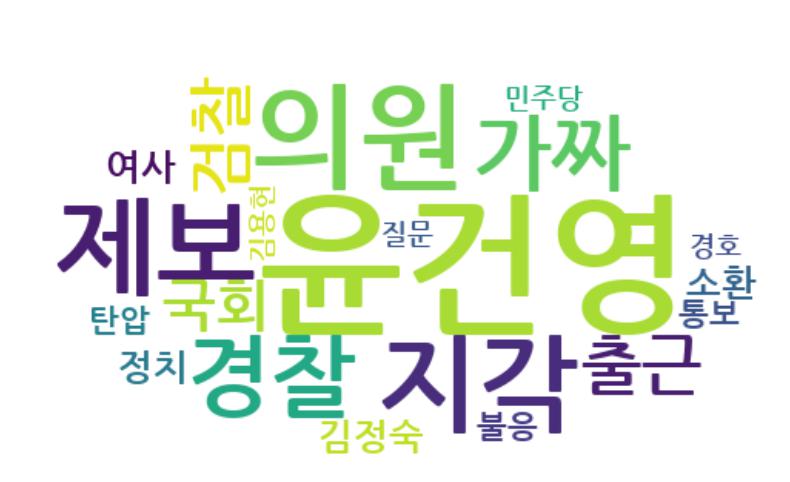 민주당
검찰
의원
가짜
여사
제보
김용현
윤건영
질문
경호
국회
소환
탄압
통보
정치
경찰
지각
출근
김정숙
불응